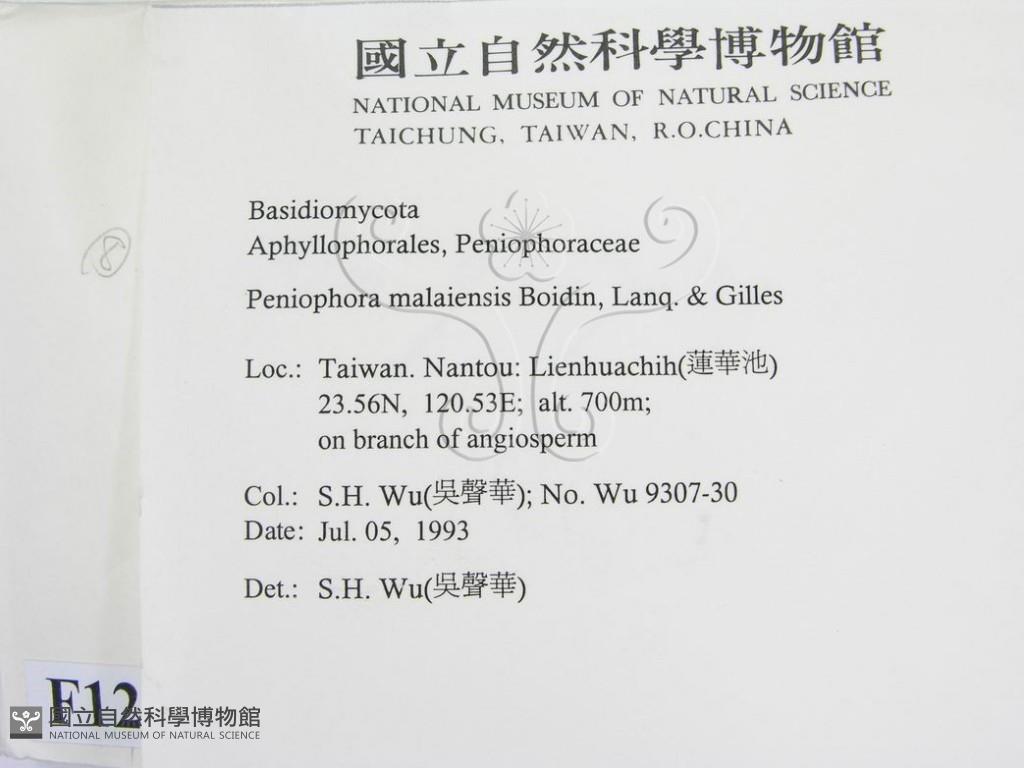 國立自然科學博物館
NATIONAL MUSEUM OF NATURAL SCIENCE
TAICHUNG, TAIWAN, R.O.CHINA
Basidiomycota
Aphyllophorales, Peniophoraceae
8
Peniophora malaiensis Boidin, Lanq. & Gilles
Loc.: Taiwan. Nantou: Lienhuachih(蓮華池)
23.56N, 120.53E; alt. 700m;
on branch of angiosperm
Col.: S.H. Wu(吳聲華); No. Wu 9307-30
Date: Jul. 05, 1993
Det.: S.H. Wu(吳聲華)
F12
國立自然科學博物館
NATIONAL MUSEUM OF NATURAL SCIENCE